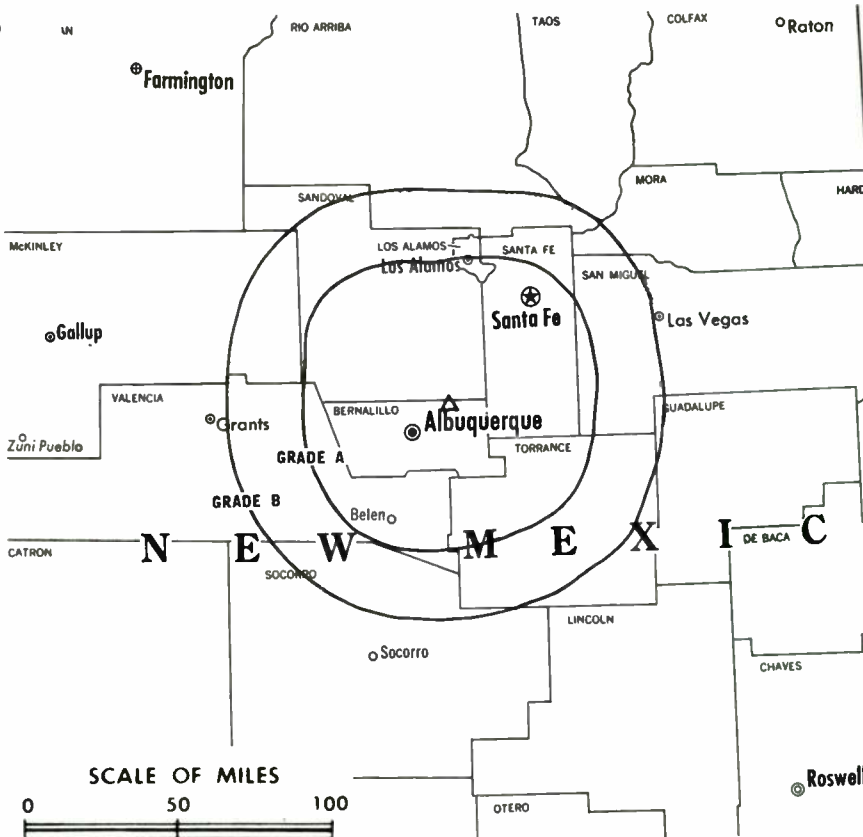 RIO ARRIBA
TAOS
COLFAX
Raton
Farmington
SANDOVAL
MORA
HARD
McKINLEY
LOS ALAMOS
SANTA FE
Los Alamos
SAN MIGUEL
Santa Fe
Las Vegas
Gallup
VALENCIA
BERNALILLO
GUADALUPE
Grants
Albuquerque
Zuni Pueblo
TORRANCE
GRADE A
GRADE B
Belen
N E W M E X I C
CATRON
DE BACA
SOCORRO
LINCOLN
Socorro
CHAVES
SCALE OF MILES
Roswell
0 50 100
OTERO